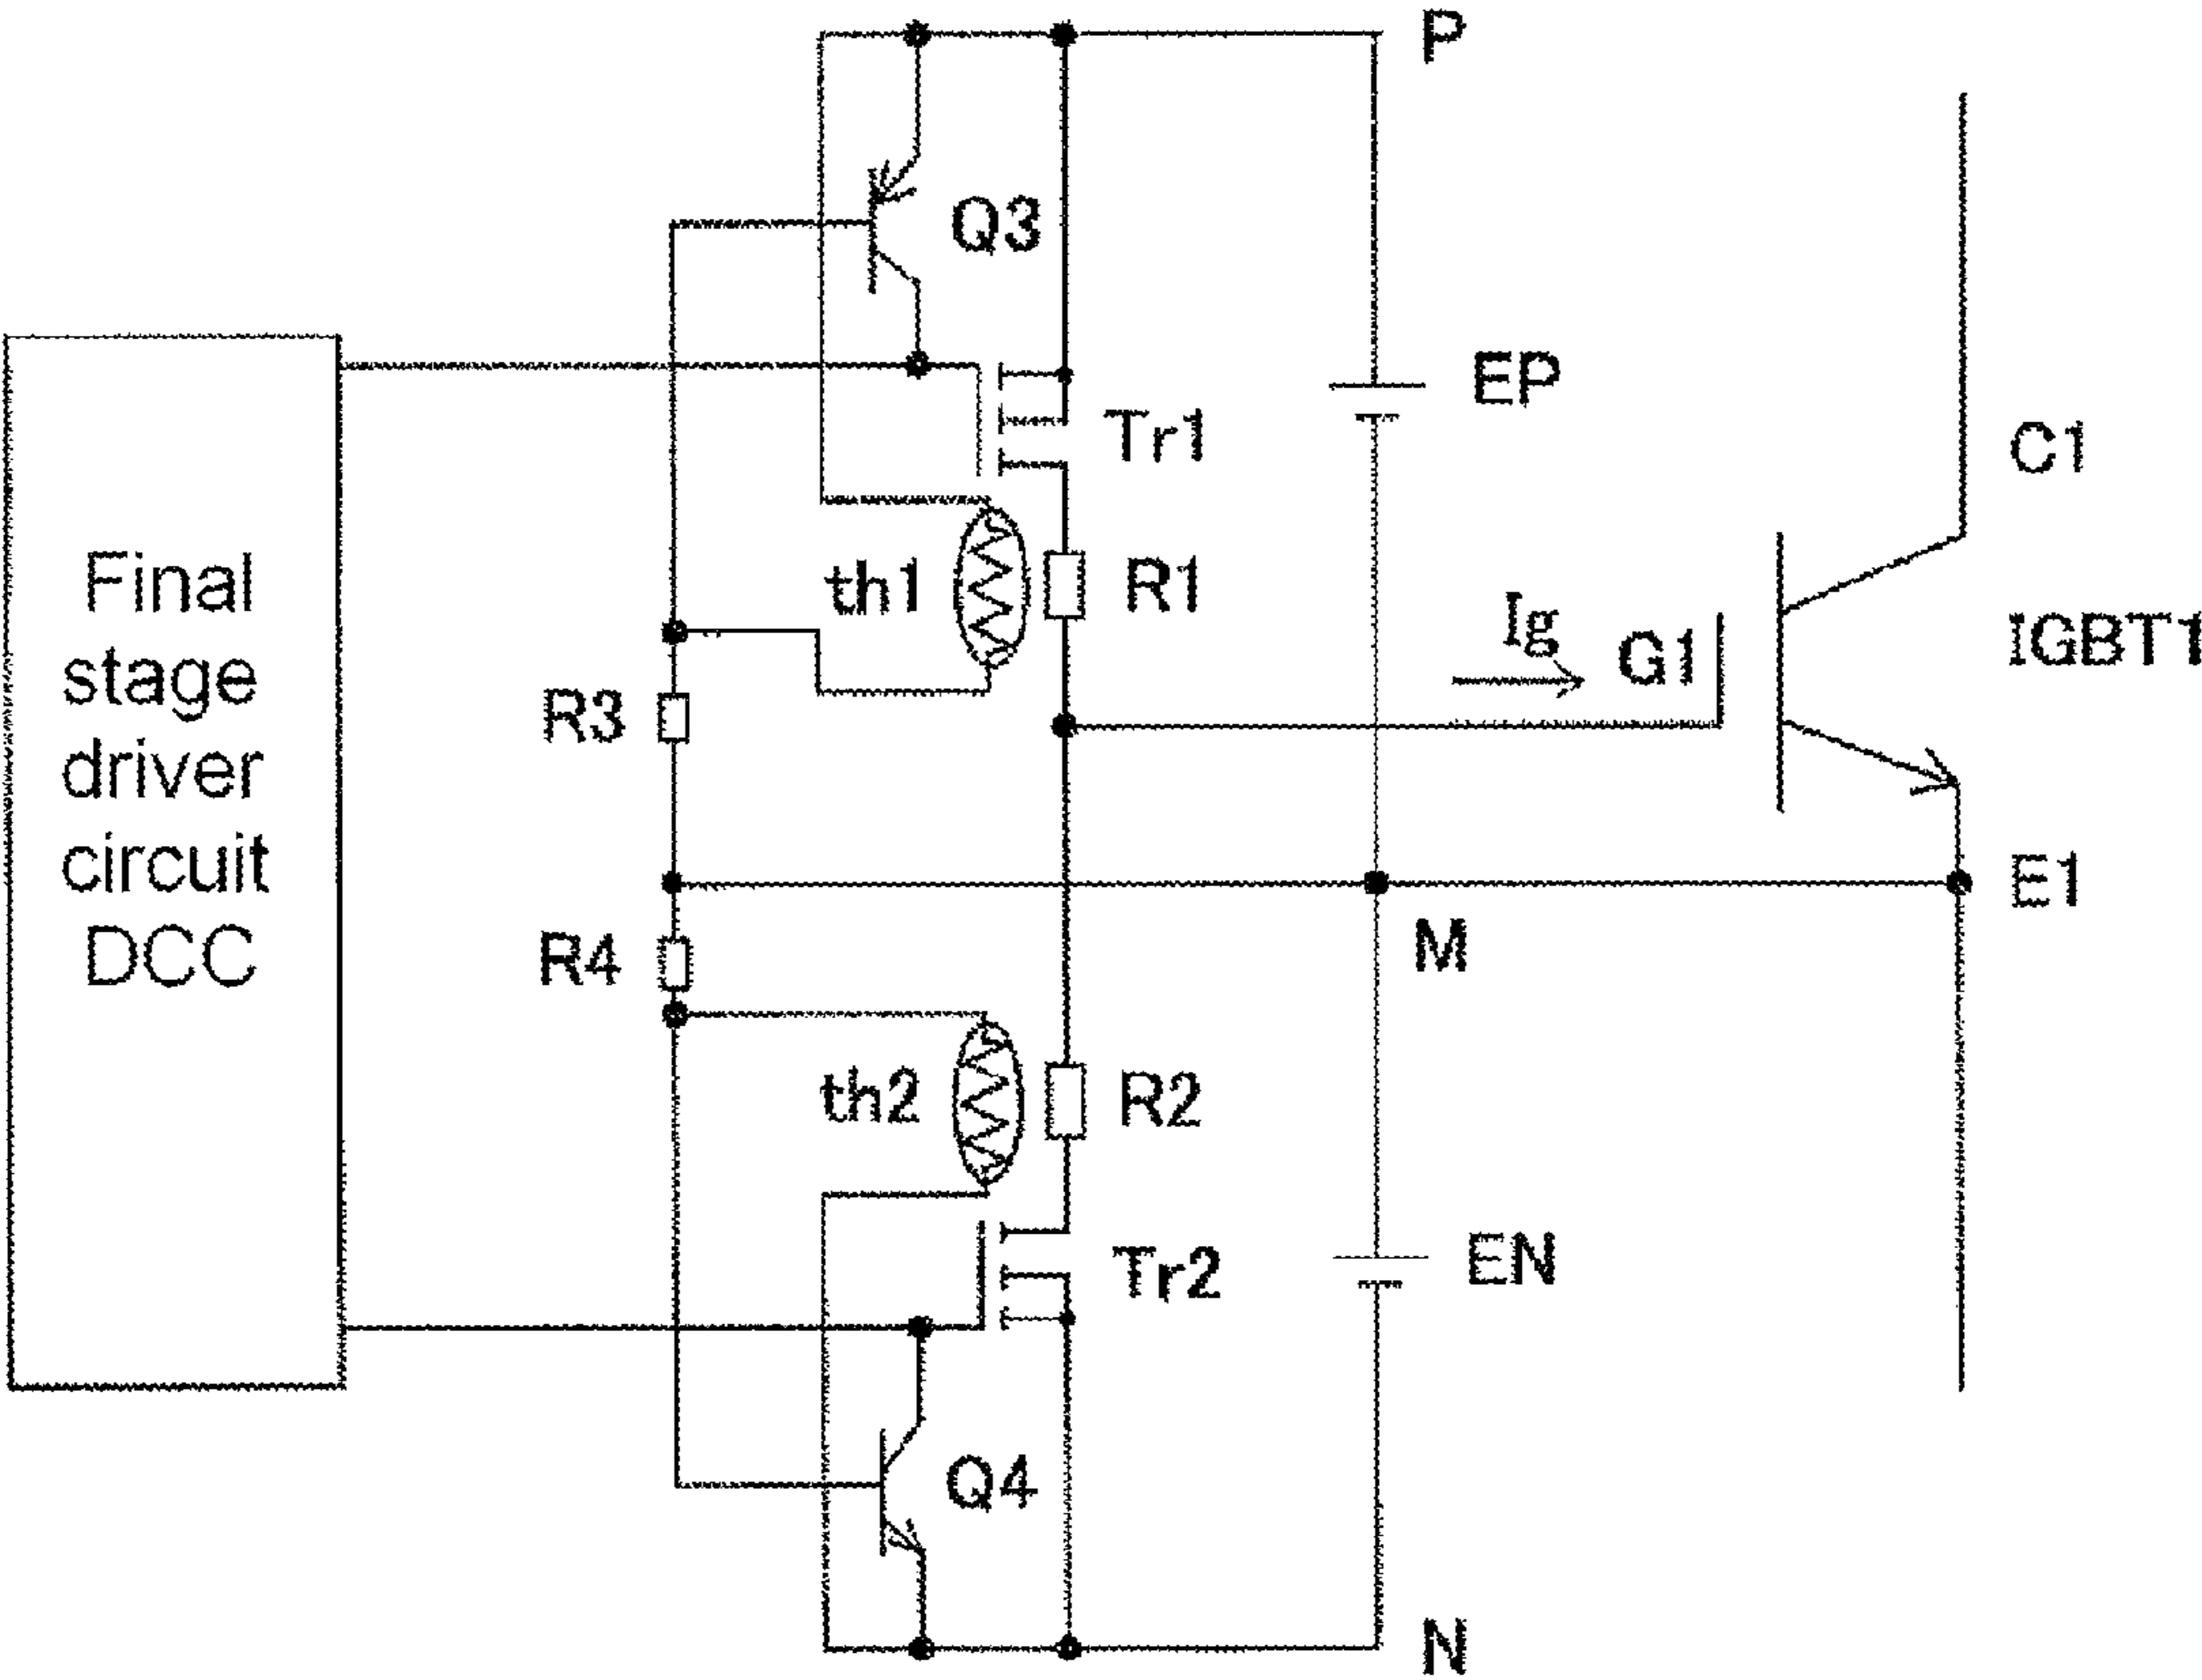 P
Q3
EP
Tr1
C1
Final
stage
driver
circuit
DCC
th1
R1
Ig
G1
IGBT1
R3
E1
M
R4
th2
R2
EN
Tr2
Q4
N